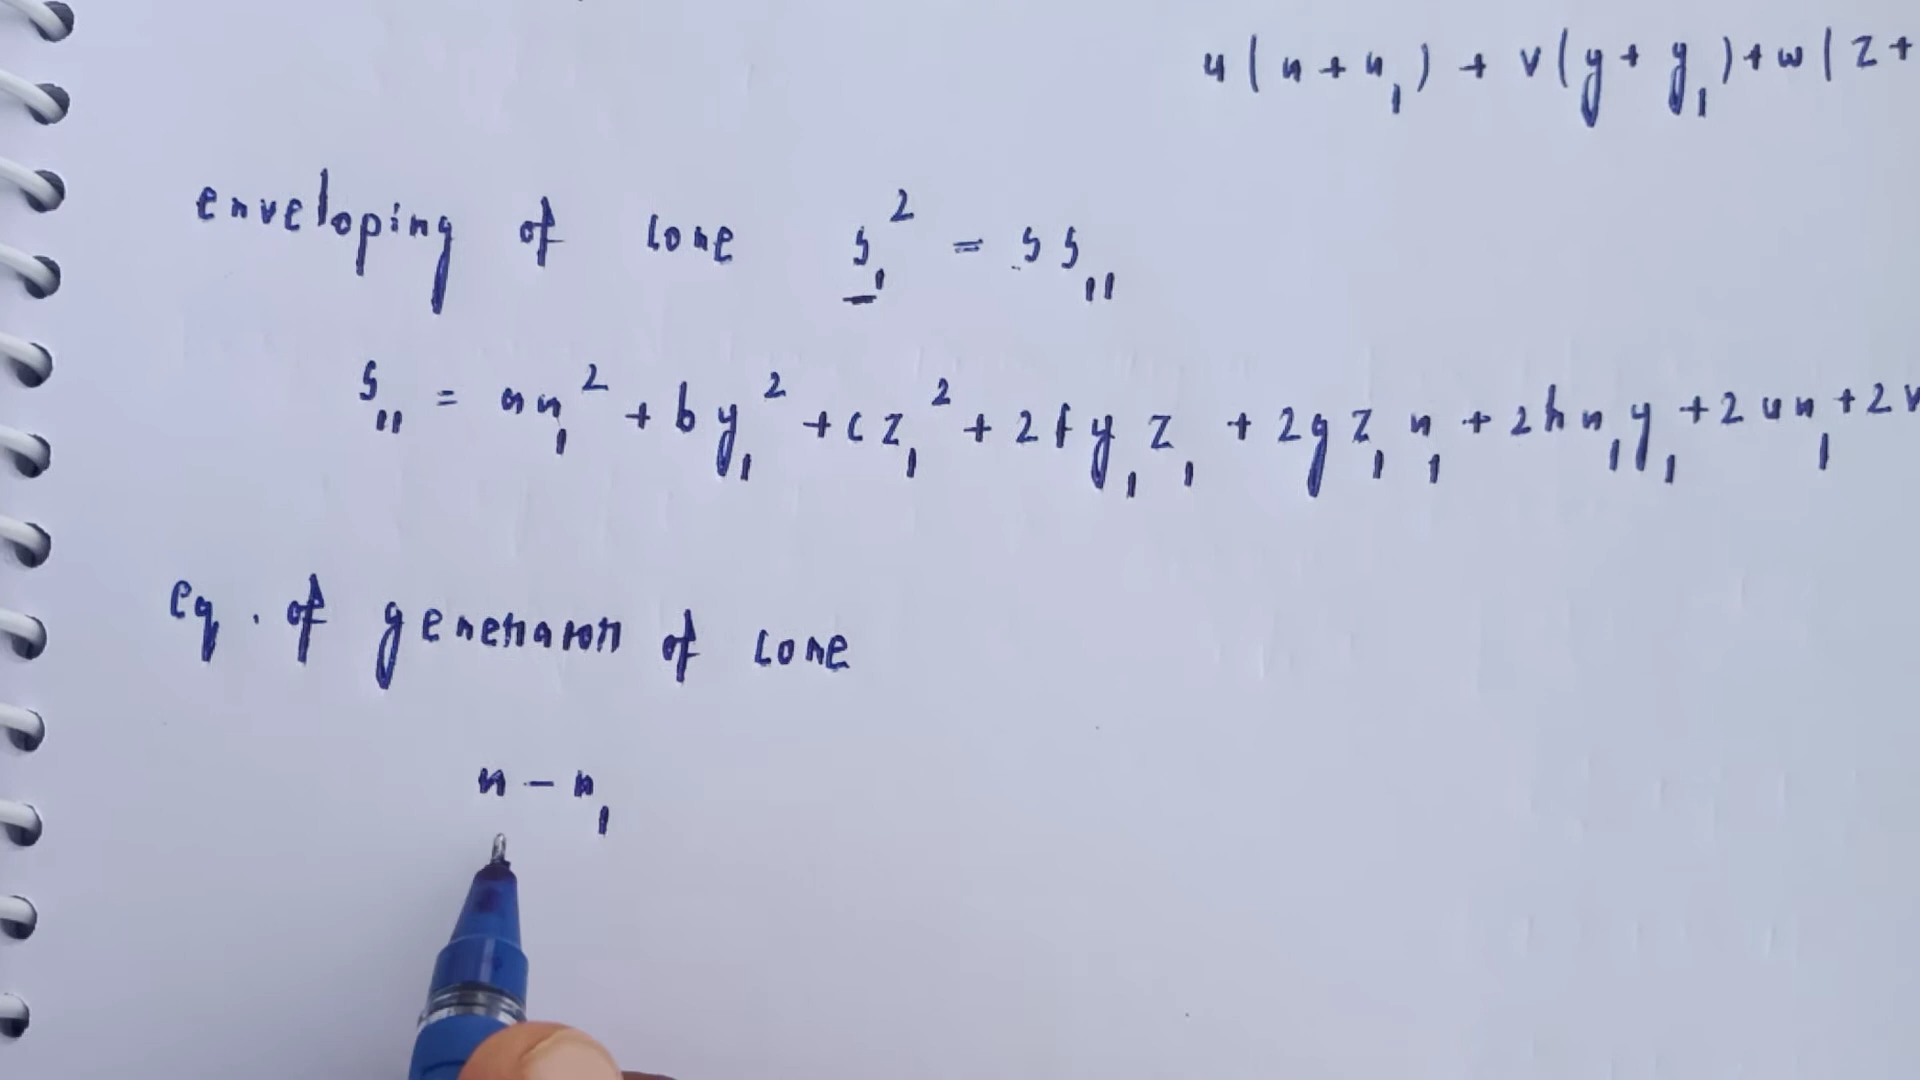 u(x+x₁) + v(y+y₁)+w(z+
enveloping of cone S₁² = SS₁₁
S₁₁ = ax₁² + by₁² + cz₁² + 2fy₁z₁ + 2gz₁x₁ + 2hx₁y₁ + 2ux₁ + 2v
eq. of generator of cone
x - x₁